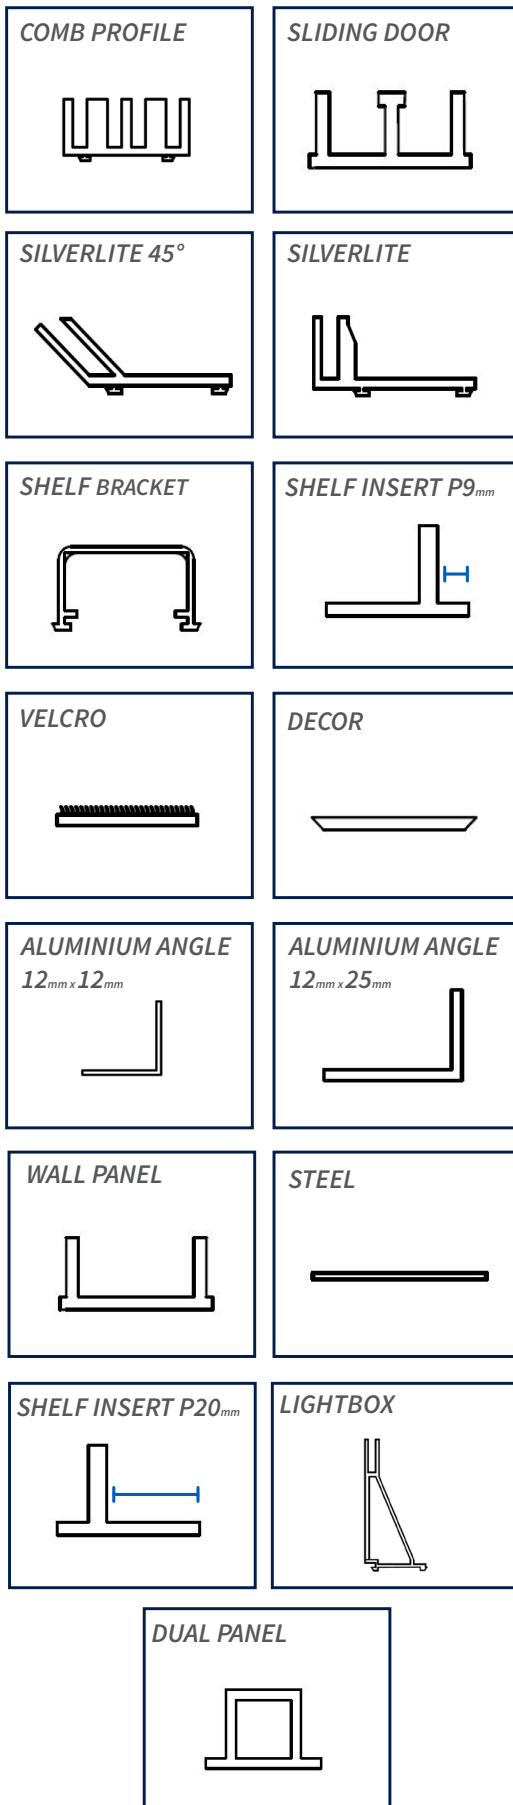 COMB PROFILE
SLIDING DOOR
SILVERLITE 45°
SILVERLITE
SHELF BRACKET
SHELF INSERT P9mm
VELCRO
DECOR
ALUMINIUM ANGLE
12mm x 12mm
ALUMINIUM ANGLE
12mm x 25mm
WALL PANEL
STEEL
SHELF INSERT P20mm
LIGHTBOX
DUAL PANEL